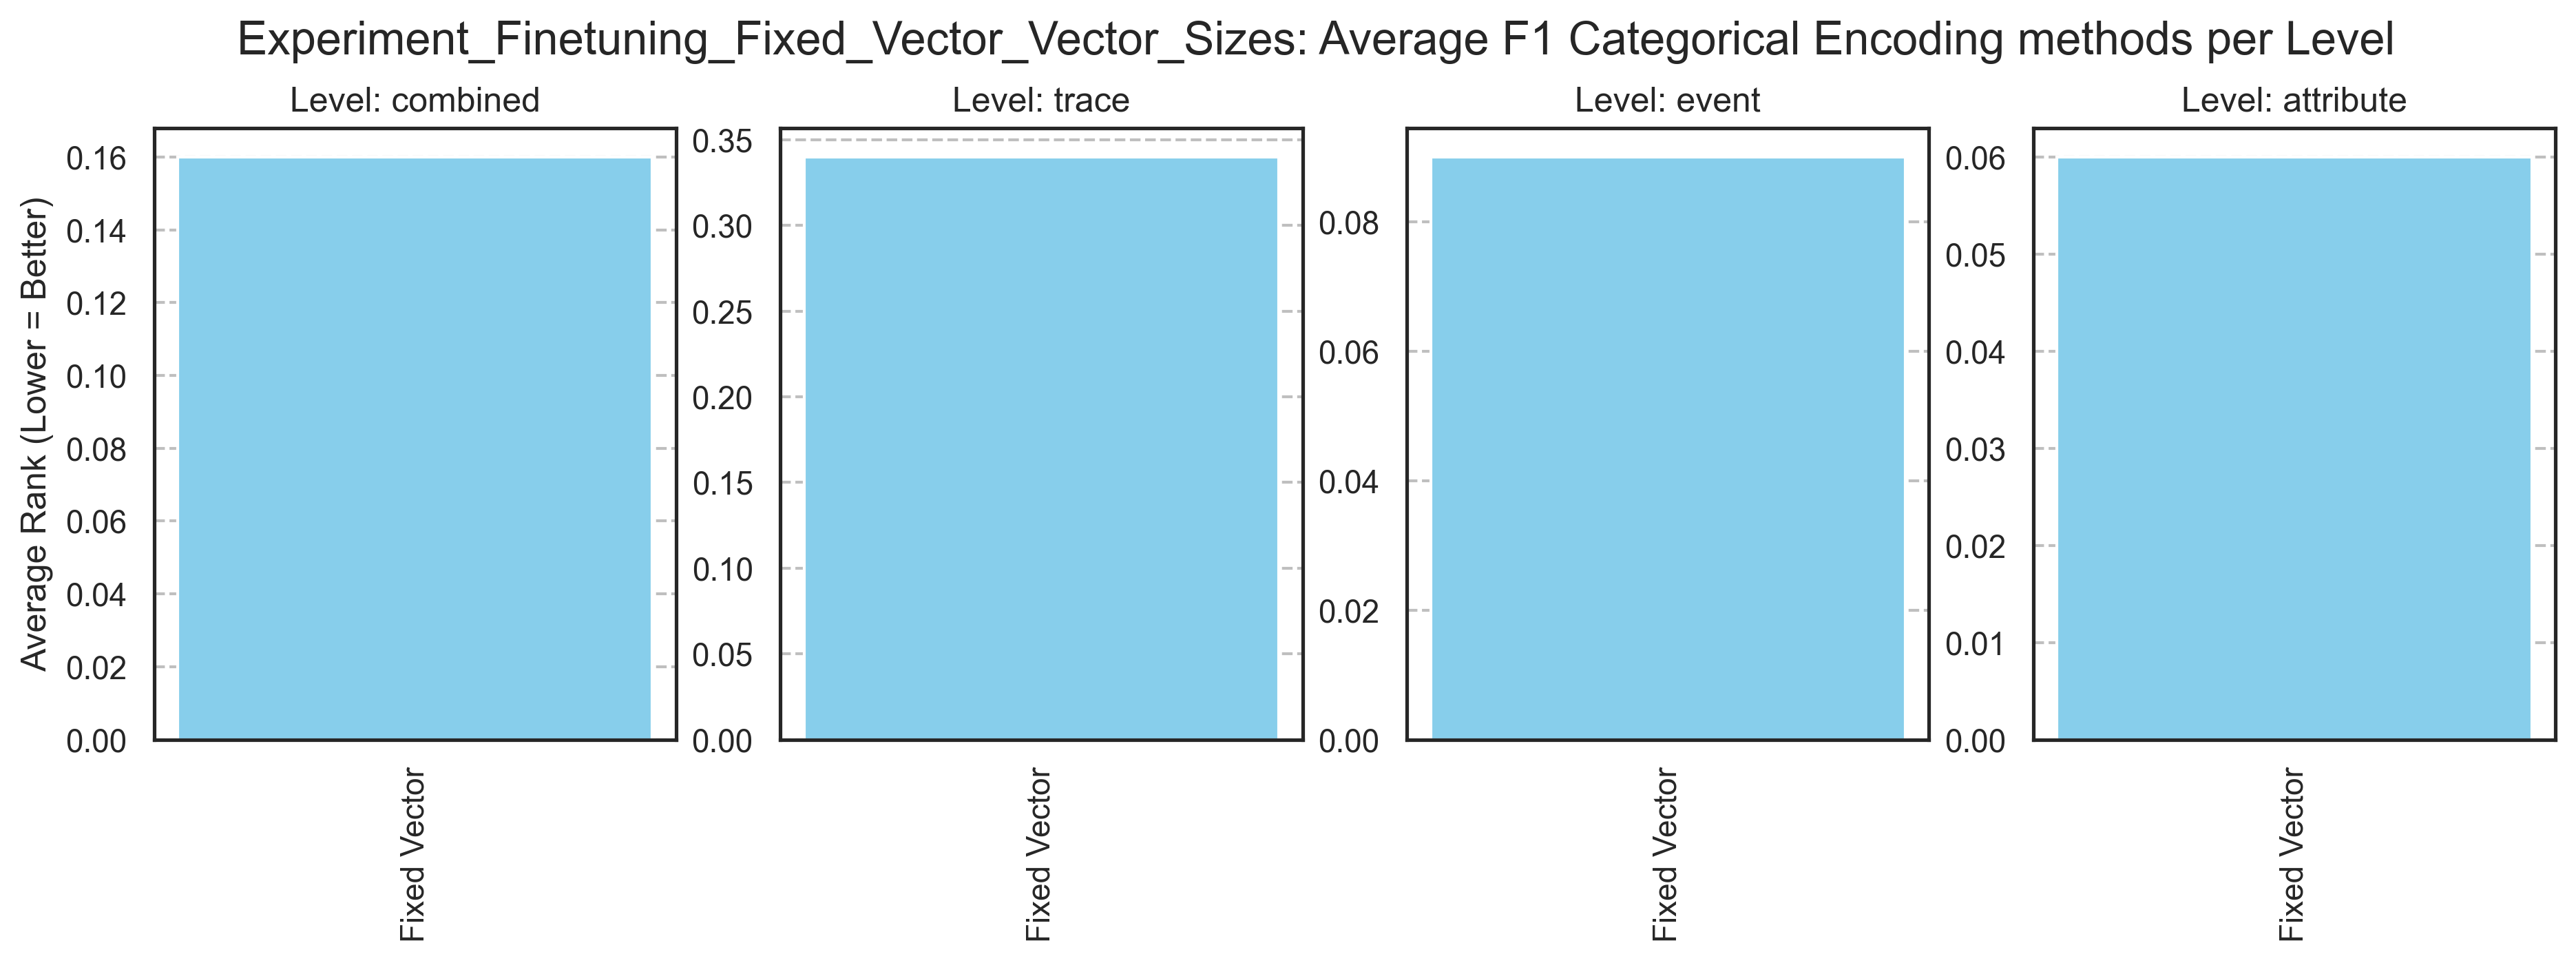 Experiment_Finetuning_Fixed_Vector_Vector_Sizes: Average F1 Categorical Encoding methods per Level
Level: combined
Average Rank (Lower = Better)
0.16
0.14
0.12
0.10
0.08
0.06
0.04
0.02
0.00
Fixed Vector
Level: trace
0.35
0.30
0.25
0.20
0.15
0.10
0.05
0.00
Fixed Vector
Level: event
0.08
0.06
0.04
0.02
0.00
Fixed Vector
Level: attribute
0.06
0.05
0.04
0.03
0.02
0.01
0.00
Fixed Vector